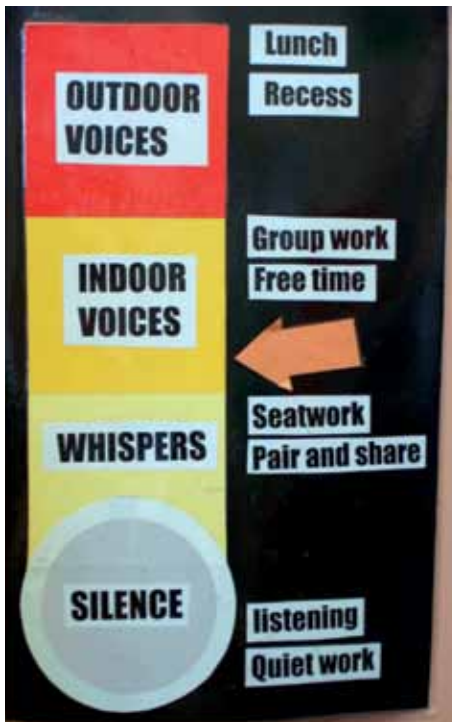 Lunch
OUTDOOR
VOICES
Recess
Group work
INDOOR
VOICES
Free time
WHISPERS
Seatwork
Pair and share
SILENCE
listening
Quiet work